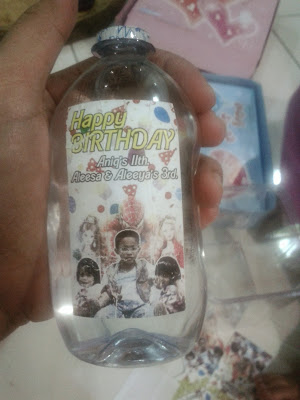 Happy
BIRTHDAY
Aniq's 11th.
Aleesa & Aleeya's 3rd.